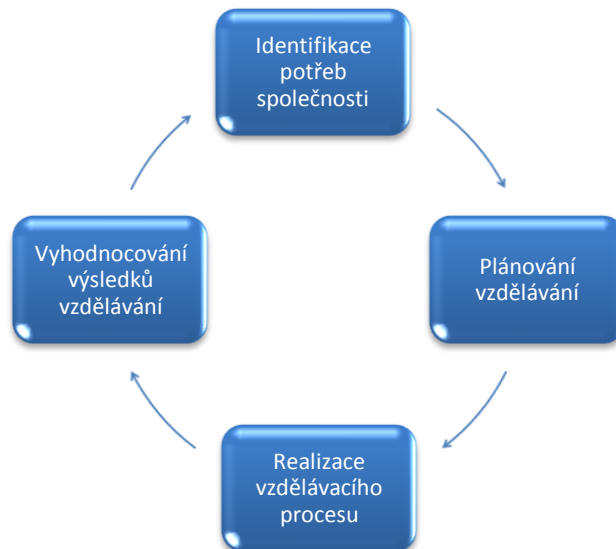 Identifikace
potřeb
společnosti
Plánování
vzdělávání
Realizace
vzdělávacího
procesu
Vyhodnocování
výsledků
vzdělávání